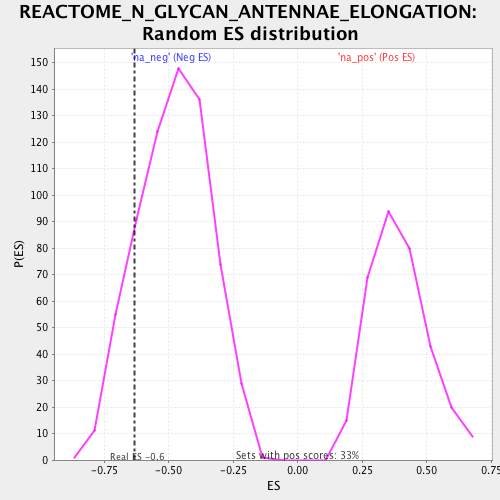 REACTOME_N_GLYCAN_ANTENNAE_ELONGATION:
Random ES distribution
'na_neg' (Neg ES)
'na_pos' (Pos ES)
150
140
130
120
110
100
90
80
70
60
50
40
30
20
10
0
P(ES)
Real ES -0.6
Sets with pos scores: 33%
-0.75
-0.50
-0.25
0.00
0.25
0.50
0.75
ES